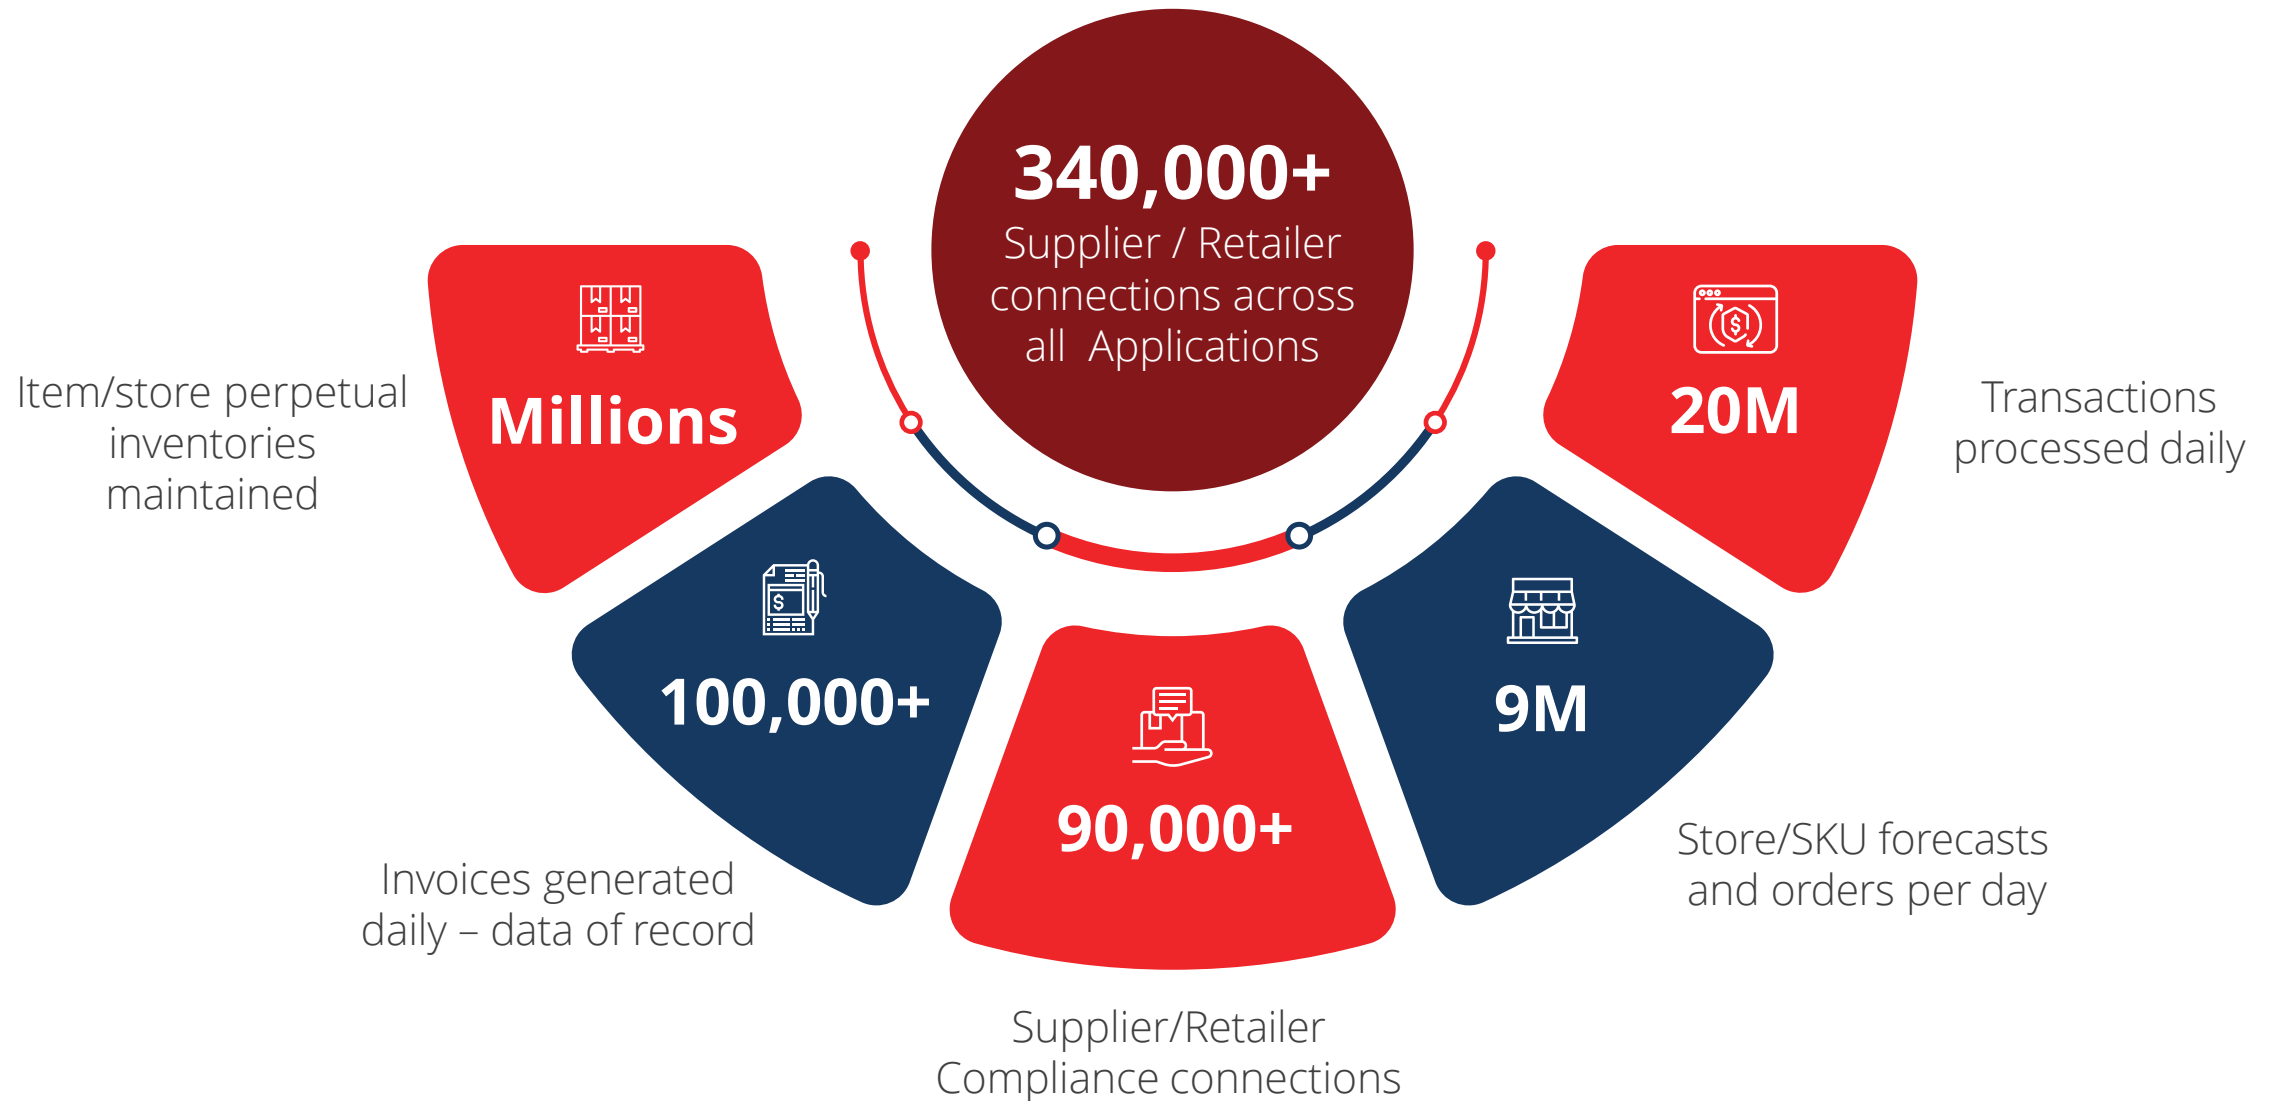 340,000+
Supplier / Retailer
connections across
all Applications
Millions
Item/store perpetual
inventories
maintained
100,000+
Invoices generated
daily – data of record
90,000+
Supplier/Retailer
Compliance connections
9M
Store/SKU forecasts
and orders per day
20M
Transactions
processed daily
$
$